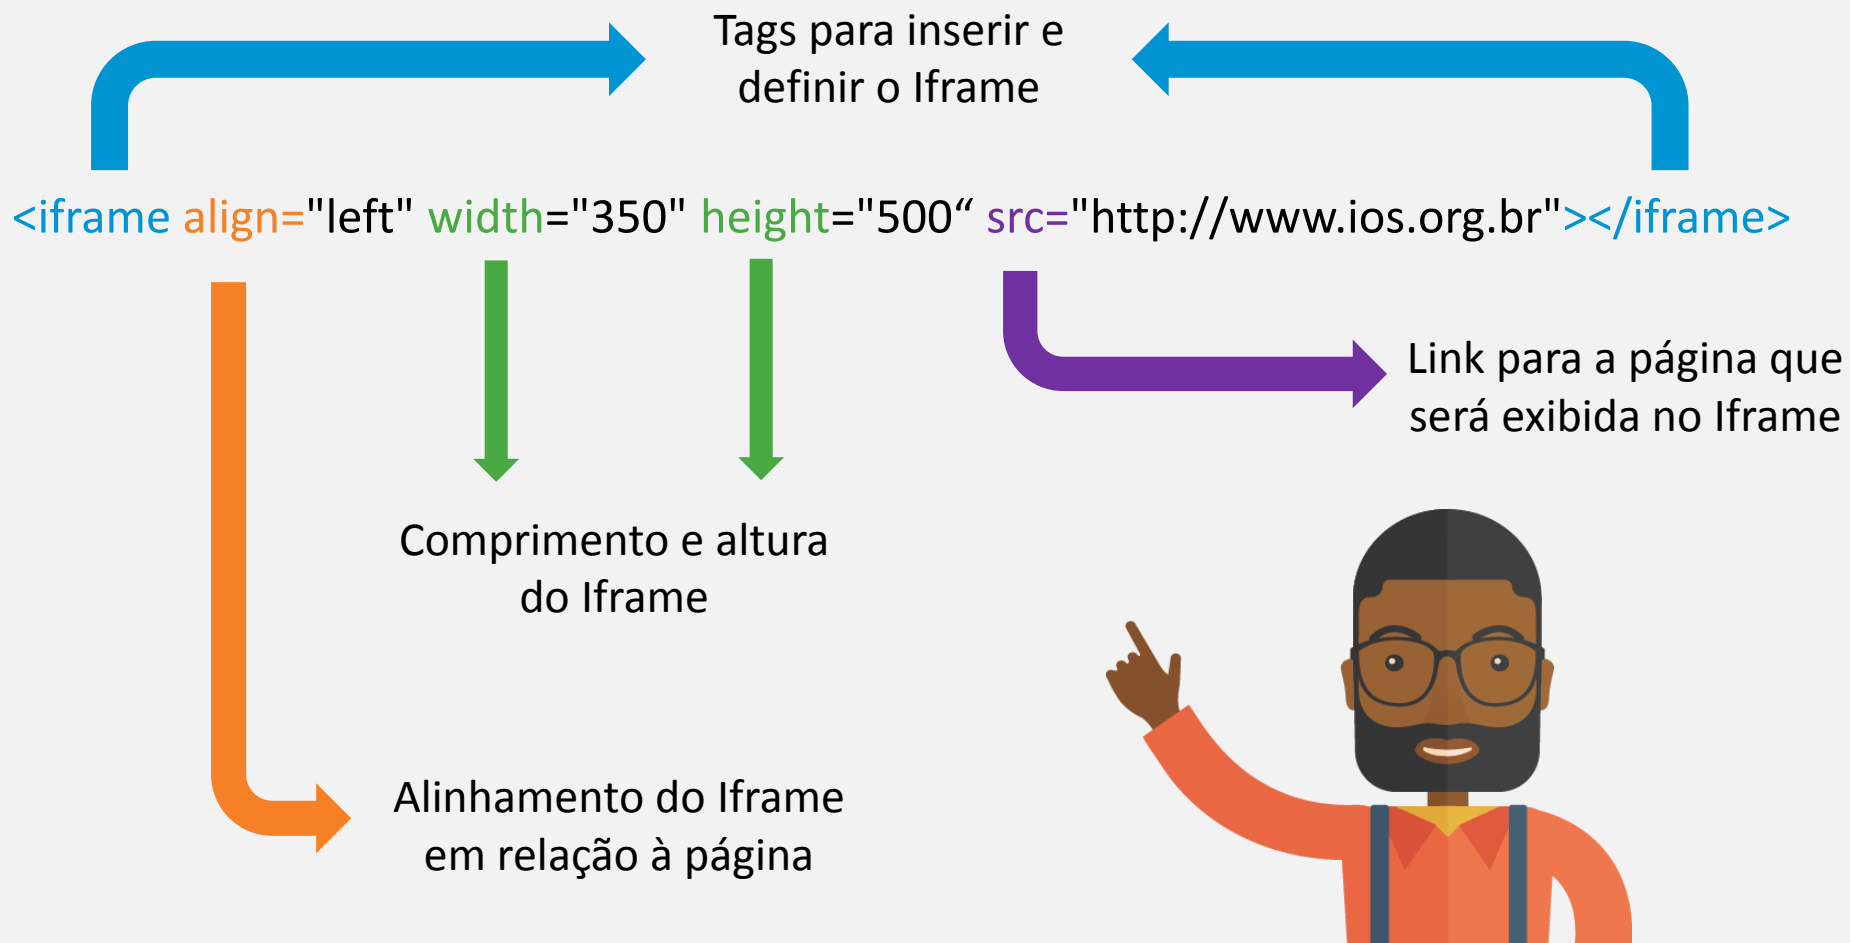 Tags para inserir e
definir o Iframe
<iframe align="left" width="350" height="500“ src="http://www.ios.org.br"></iframe>
Link para a página que
será exibida no Iframe
Comprimento e altura
do Iframe
Alinhamento do Iframe
em relação à página